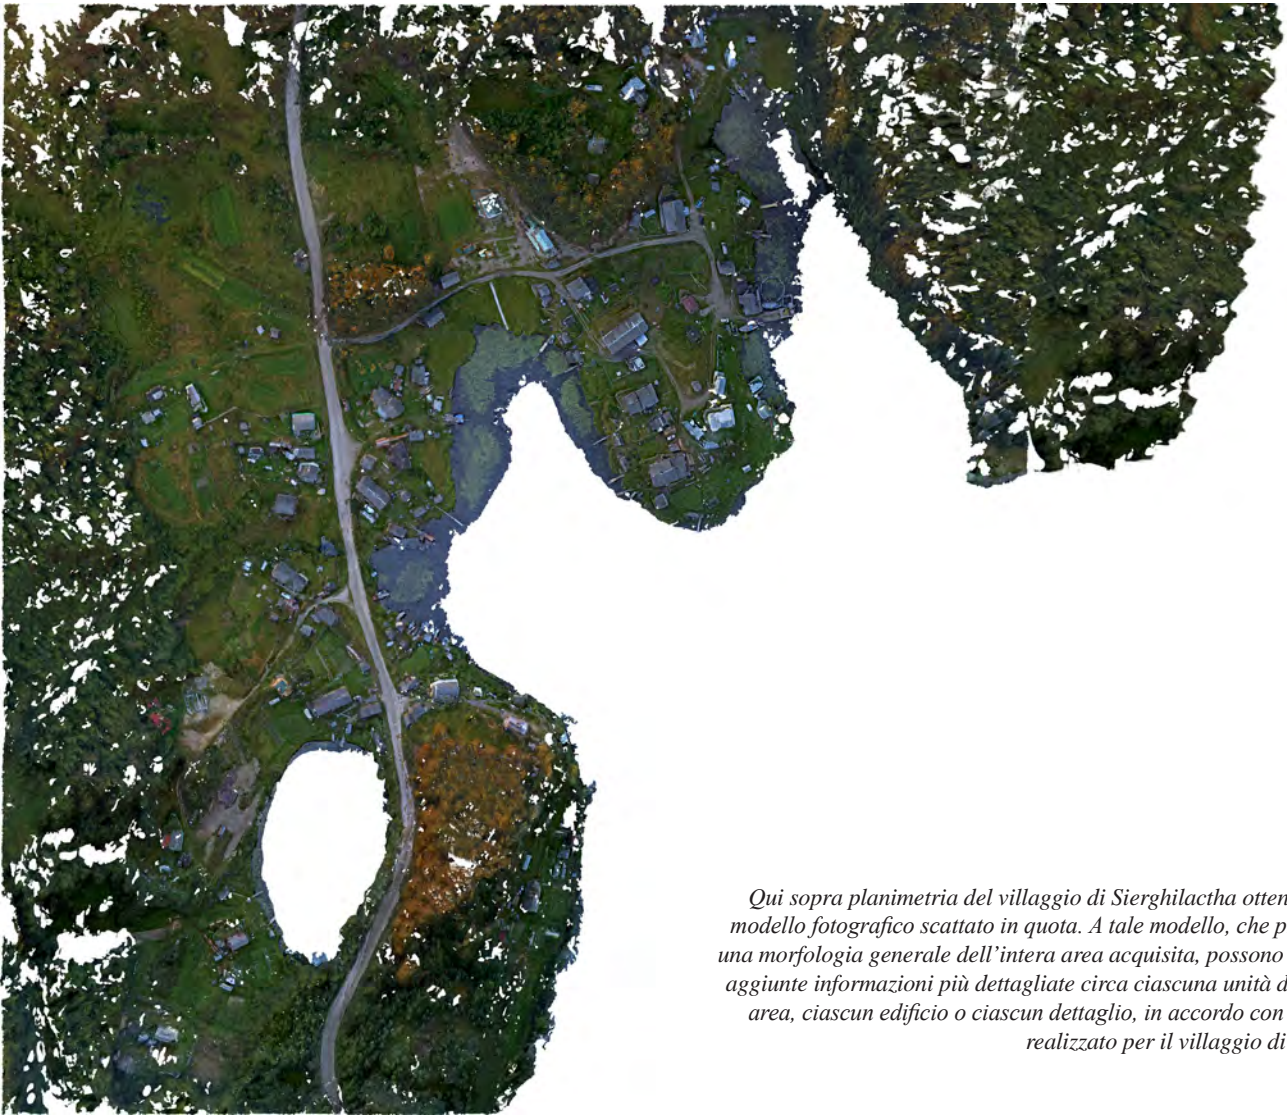 Qui sopra planimetria del villaggio di Sierghilactha otten
modello fotografico scattato in quota. A tale modello, che p
una morfologia generale dell'intera area acquisita, possono
aggiunte informazioni più dettagliate circa ciascuna unità d
area, ciascun edificio o ciascun dettaglio, in accordo con
realizzato per il villaggio di